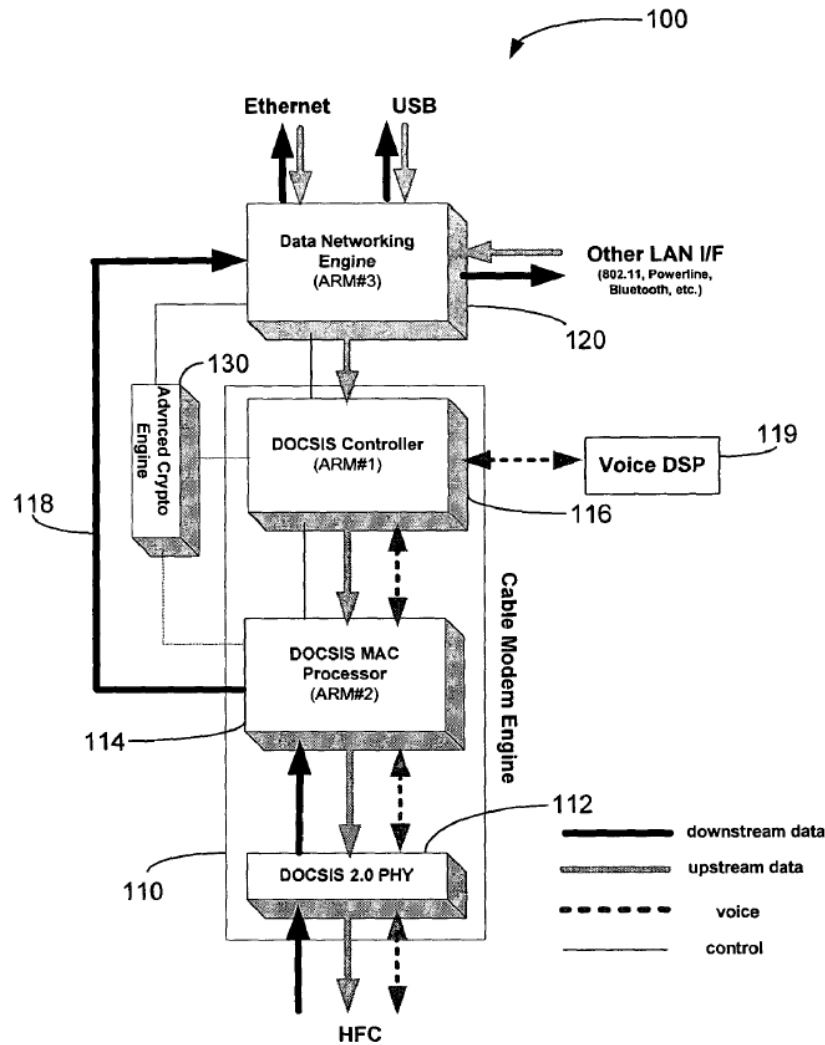 100
Ethernet
USB
Data Networking
Engine
(ARM#3)
Other LAN I/F
(802.11, Powerline,
Bluetooth, etc.)
120
130
Advnced Crypto
Engine
DOCSIS Controller
(ARM#1)
Voice DSP
119
116
118
DOCSIS MAC
Processor
(ARM#2)
114
Cable Modem Engine
112
DOCSIS 2.0 PHY
110
downstream data
upstream data
voice
control
HFC